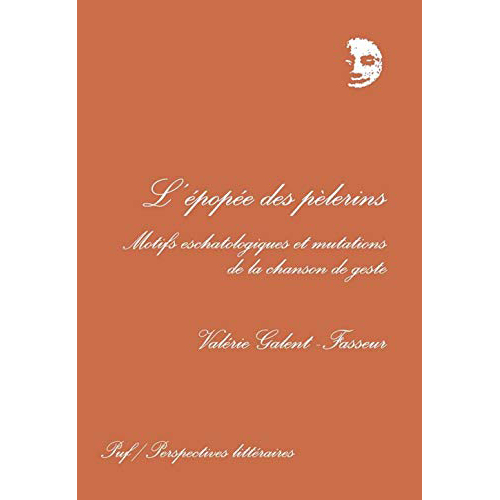 L'épopée des pèlerins
Motifs eschatologiques et mutations
de la chanson de geste
Valérie Galent - Fasseur
Puf / Perspectives littéraires